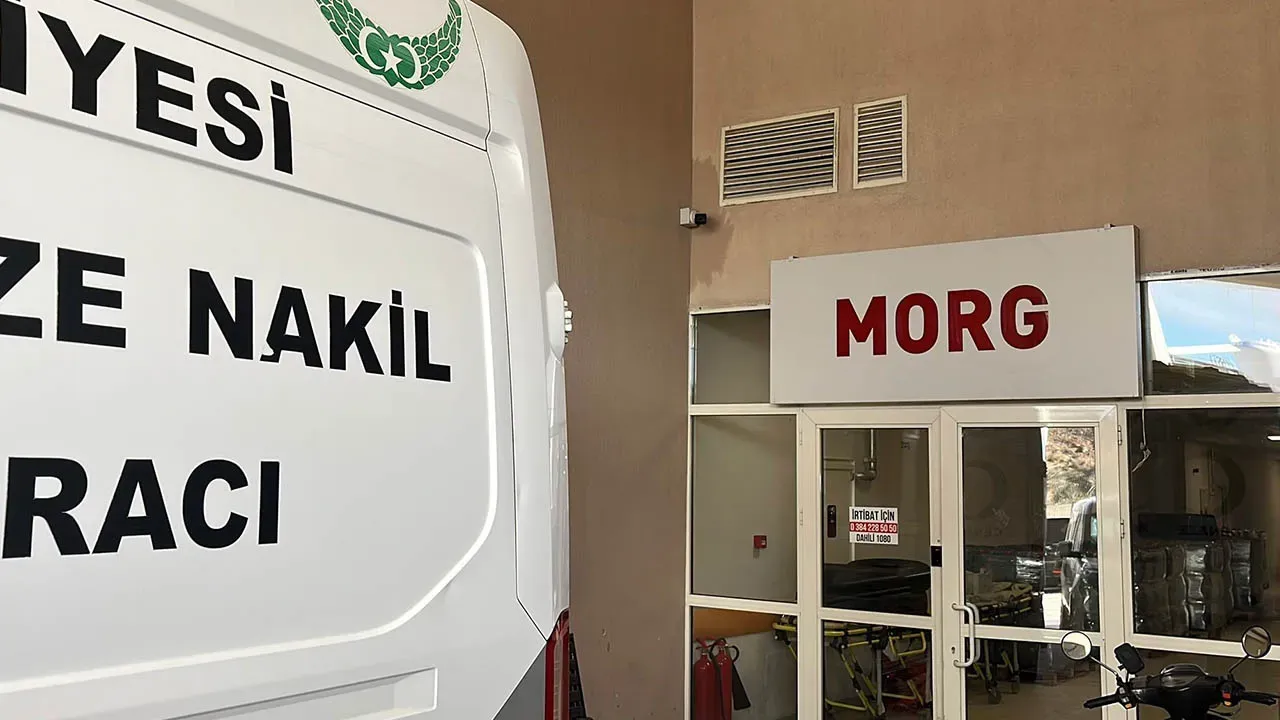 İYESİ
ZE NAKİL
RACI
MORG
İRTİBAT İÇİN
0 384 228 50 50
DAHİLİ 1080